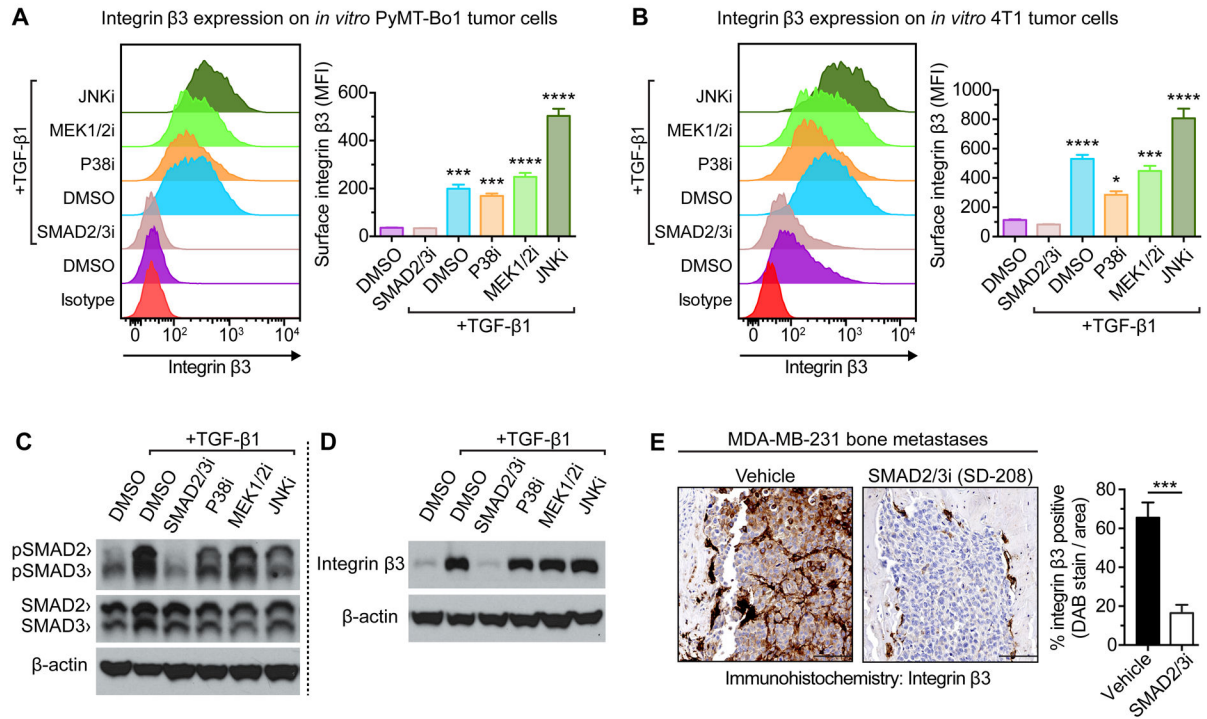 A
Integrin β3 expression on in vitro PyMT-Bo1 tumor cells
+TGF-β1
JNKi
MEK1/2i
P38i
DMSO
SMAD2/3i
DMSO
Isotype
0 10² 10³ 10⁴
Integrin β3
Surface integrin β3 (MFI)
600
400
200
0
*** *** **** ****
DMSO SMAD2/3i DMSO P38i MEK1/2i JNKi
+TGF-β1
B
Integrin β3 expression on in vitro 4T1 tumor cells
+TGF-β1
JNKi
MEK1/2i
P38i
DMSO
SMAD2/3i
DMSO
Isotype
0 10² 10³ 10⁴
Integrin β3
Surface integrin β3 (MFI)
1000
800
600
400
200
0
**** * *** ****
DMSO SMAD2/3i DMSO P38i MEK1/2i JNKi
+TGF-β1
C
+TGF-β1
DMSO DMSO SMAD2/3i P38i MEK1/2i JNKi
pSMAD2›
pSMAD3›
SMAD2›
SMAD3›
β-actin
D
+TGF-β1
DMSO DMSO SMAD2/3i P38i MEK1/2i JNKi
Integrin β3
β-actin
E
MDA-MB-231 bone metastases
Vehicle SMAD2/3i (SD-208)
Immunohistochemistry: Integrin β3
% integrin β3 positive
(DAB stain / area)
80
60
40
20
0
***
Vehicle SMAD2/3i